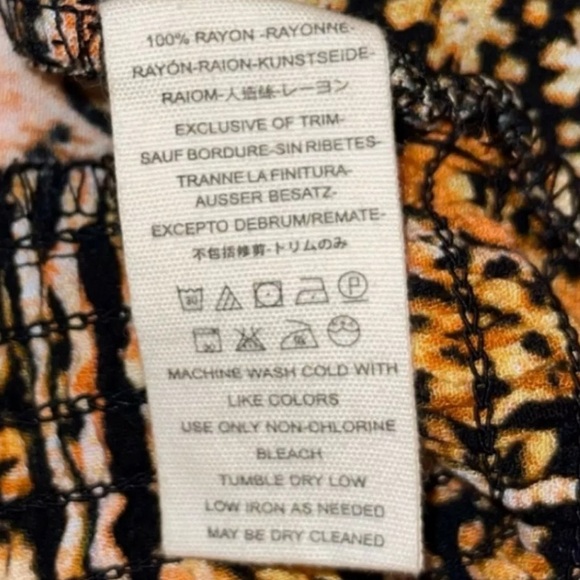 100% RAYON -RAYONNE-
RAYÓN-RAION-KUNSTSEIDE-
RAIOM-人造絲-レーヨン
EXCLUSIVE OF TRIM-
SAUF BORDURE-SIN RIBETES-
TRANNE LA FINITURA-
AUSSER BESATZ-
EXCEPTO DEBRUM/REMATE-
不包括修剪-トリムのみ
MACHINE WASH COLD WITH
LIKE COLORS
USE ONLY NON-CHLORINE
BLEACH
TUMBLE DRY LOW
LOW IRON AS NEEDED
MAY BE DRY CLEANED